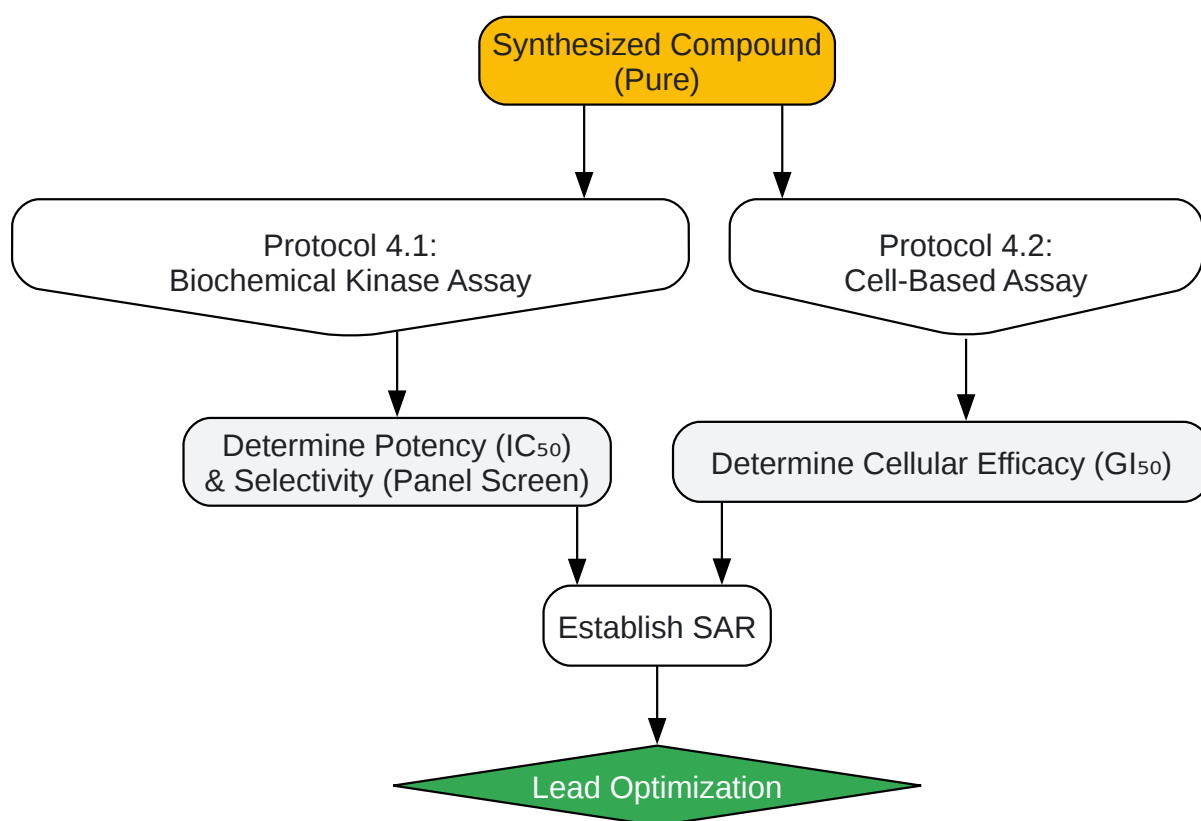 Synthesized Compound
(Pure)
Protocol 4.1:
Biochemical Kinase Assay
Protocol 4.2:
Cell-Based Assay
Determine Potency (IC₅₀)
& Selectivity (Panel Screen)
Determine Cellular Efficacy (GI₅₀)
Establish SAR
Lead Optimization